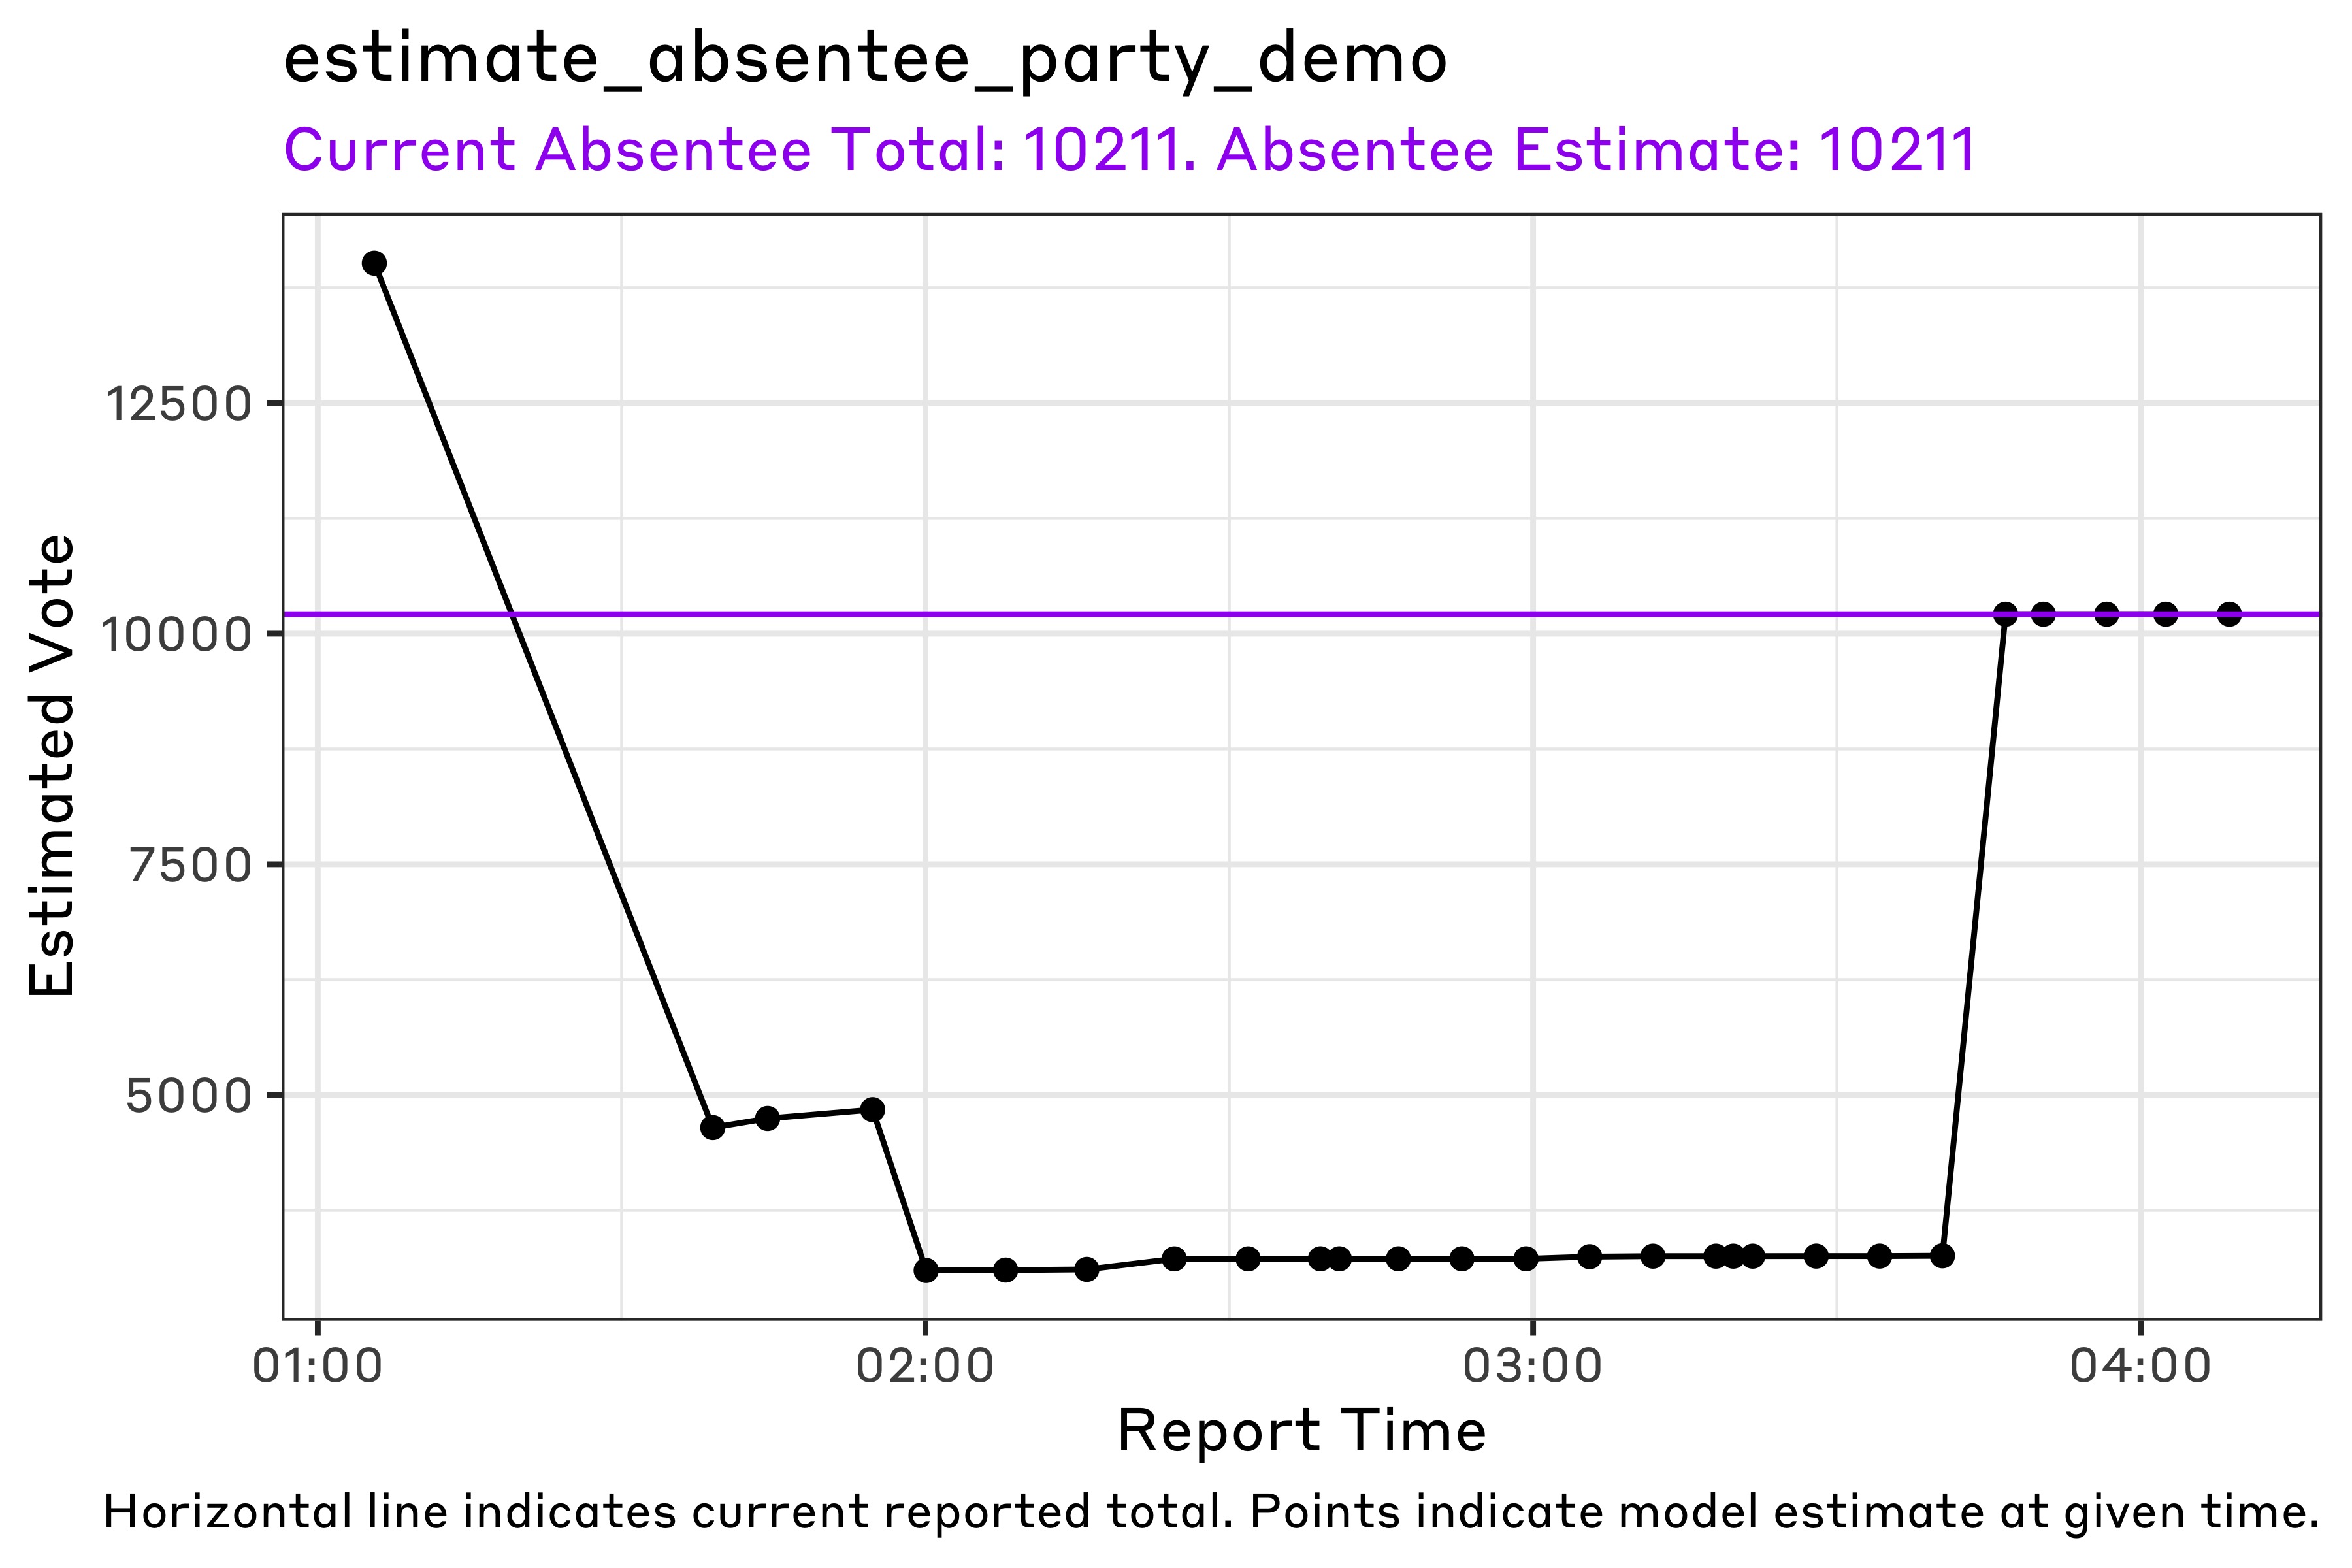 estimate_absentee_party_demo
Current Absentee Total: 10211. Absentee Estimate: 10211
Estimated Vote
12500
10000
7500
5000
01:00 02:00 03:00 04:00
Report Time
Horizontal line indicates current reported total. Points indicate model estimate at given time.